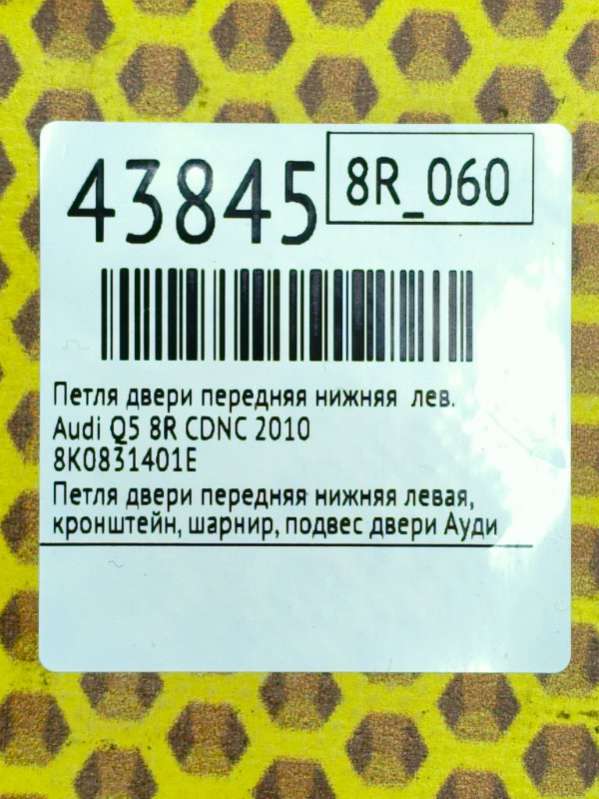 43845
8R_060
Петля двери передняя нижняя лев.
Audi Q5 8R CDNC 2010
8K0831401E
Петля двери передняя нижняя левая,
кронштейн, шарнир, подвес двери Ауди